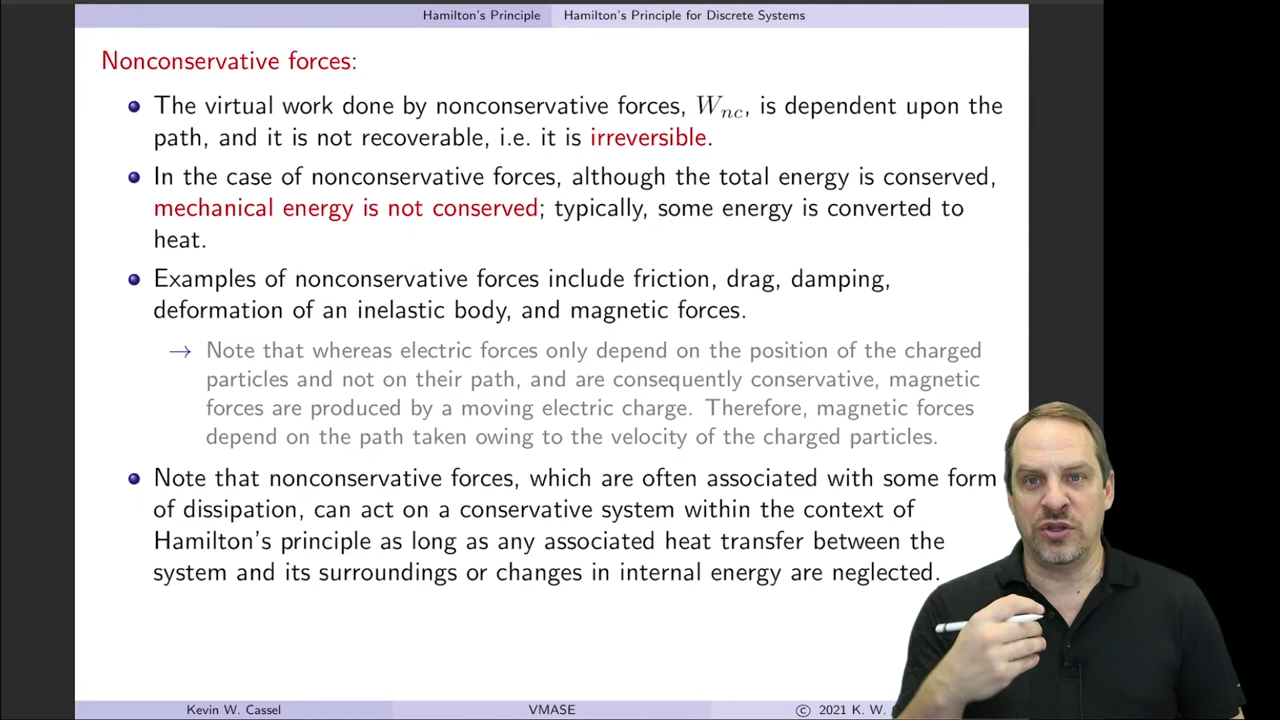 Hamilton's Principle Hamilton's Principle for Discrete Systems
Nonconservative forces:
The virtual work done by nonconservative forces, W_nc, is dependent upon the
path, and it is not recoverable, i.e. it is irreversible.
In the case of nonconservative forces, although the total energy is conserved,
mechanical energy is not conserved; typically, some energy is converted to
heat.
Examples of nonconservative forces include friction, drag, damping,
deformation of an inelastic body, and magnetic forces.
→ Note that whereas electric forces only depend on the position of the charged
particles and not on their path, and are consequently conservative, magnetic
forces are produced by a moving electric charge. Therefore, magnetic forces
depend on the path taken owing to the velocity of the charged particles.
Note that nonconservative forces, which are often associated with some form
of dissipation, can act on a conservative system within the context of
Hamilton's principle as long as any associated heat transfer between the
system and its surroundings or changes in internal energy are neglected.
Kevin W. Cassel VMASE © 2021 K. W.